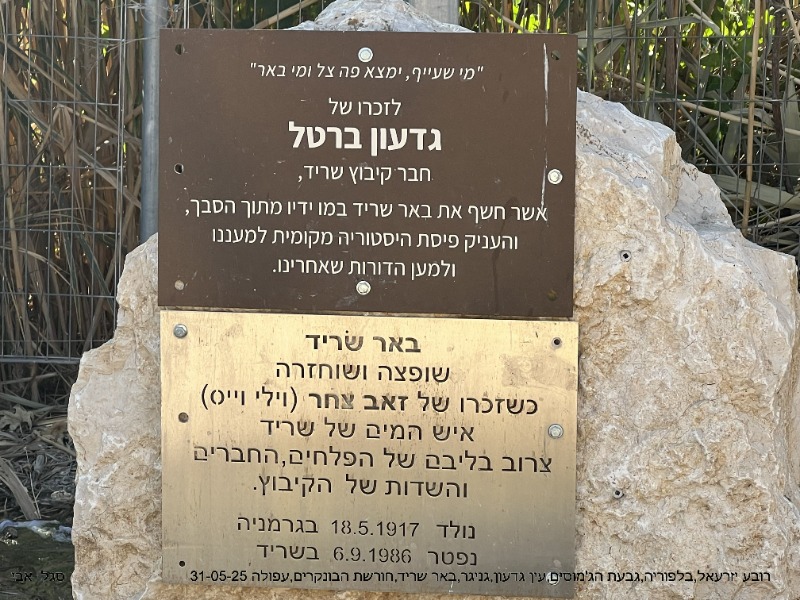 "מי שעייף, ימצא פה צל ומי באר"
לזכרו של
גדעון ברטל
חבר קיבוץ שריד,
אשר חשף את באר שריד במו ידיו מתוך הסבך,
והעניק פיסת היסטוריה מקומית למעננו
ולמען הדורות שאחרינו.
באר שריד
שופצה ושוחזרה
כשזכרו של זאב צחר (וילי וייס)
איש המים של שריד
צרוב בליבם של הפלחים,החברים
והשדות של הקיבוץ.
נולד 18.5.1917 בגרמניה
נפטר 6.9.1986 בשריד
רובע יזרעאל,בלפוריה,גבעת הג'מוסים,עין גדעון,גניגר,באר שריד,חורשת הבונקרים,עפולה 31-05-25 סגל אבי